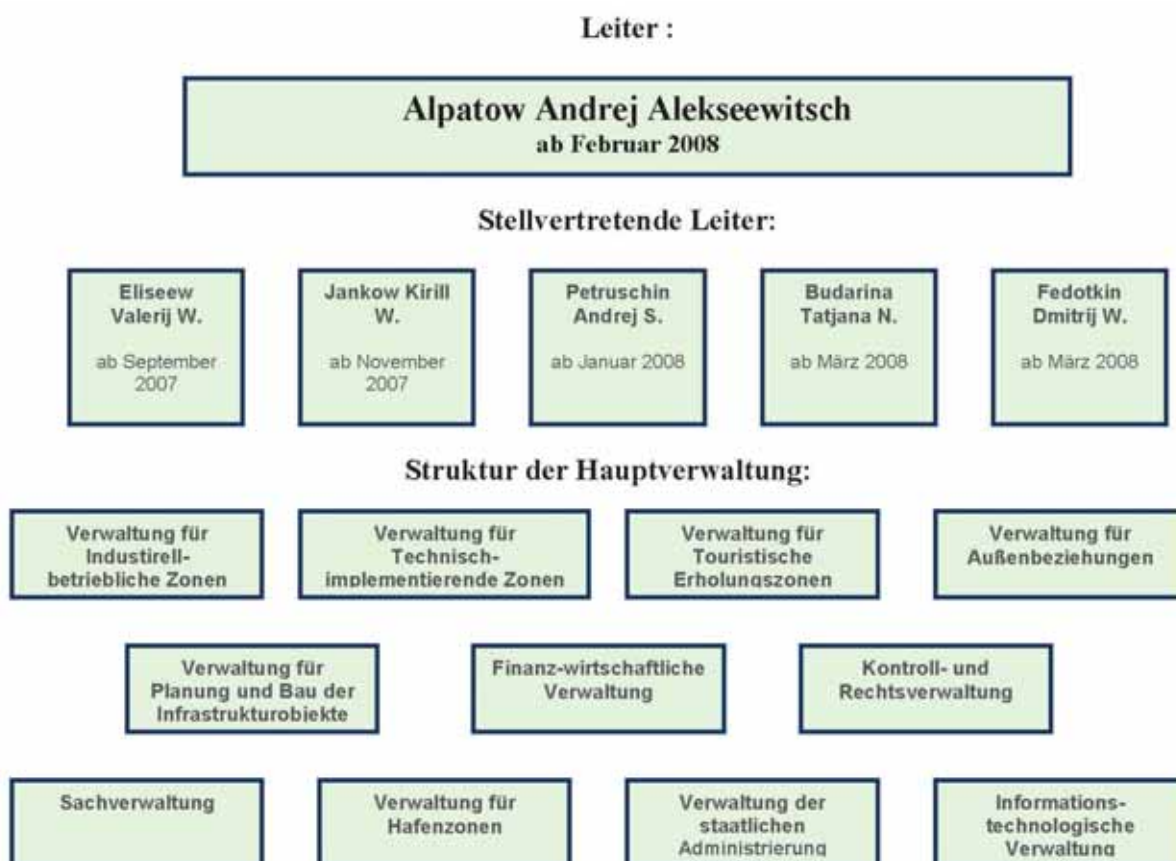 Leiter :
Alpatow Andrej Alekseewitsch
ab Februar 2008
Stellvertretende Leiter:
Eliseew
Valerij W.
ab September
2007
Jankow Kirill
W.
ab November
2007
Petruschin
Andrej S.
ab Januar 2008
Budarina
Tatjana N.
ab März 2008
Fedotkin
Dmitrij W.
ab März 2008
Struktur der Hauptverwaltung:
Verwaltung für
Industirell-
betriebliche Zonen
Verwaltung für
Technisch-
implementierende Zonen
Verwaltung für
Touristische
Erholungszonen
Verwaltung für
Außenbeziehungen
Verwaltung für
Planung und Bau der
Infrastrukturobjekte
Finanz-wirtschaftliche
Verwaltung
Kontroll- und
Rechtsverwaltung
Sachverwaltung
Verwaltung für
Hafenzonen
Verwaltung der
staatlichen
Administrierung
Informations-
technologische
Verwaltung